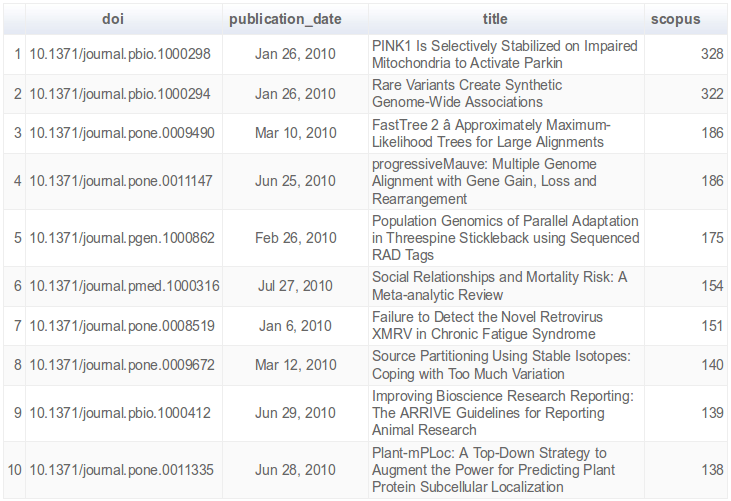 doi publication_date title scopus
1 10.1371/journal.pbio.1000298 Jan 26, 2010 PINK1 Is Selectively Stabilized on Impaired 328
Mitochondria to Activate Parkin
2 10.1371/journal.pbio.1000294 Jan 26, 2010 Rare Variants Create Synthetic 322
Genome-Wide Associations
3 10.1371/journal.pone.0009490 Mar 10, 2010 FastTree 2 â Approximately Maximum- 186
Likelihood Trees for Large Alignments
4 10.1371/journal.pone.0011147 Jun 25, 2010 progressiveMauve: Multiple Genome 186
Alignment with Gene Gain, Loss and
Rearrangement
5 10.1371/journal.pgen.1000862 Feb 26, 2010 Population Genomics of Parallel Adaptation 175
in Threespine Stickleback using Sequenced
RAD Tags
6 10.1371/journal.pmed.1000316 Jul 27, 2010 Social Relationships and Mortality Risk: A 154
Meta-analytic Review
7 10.1371/journal.pone.0008519 Jan 6, 2010 Failure to Detect the Novel Retrovirus 151
XMRV in Chronic Fatigue Syndrome
8 10.1371/journal.pone.0009672 Mar 12, 2010 Source Partitioning Using Stable Isotopes: 140
Coping with Too Much Variation
9 10.1371/journal.pbio.1000412 Jun 29, 2010 Improving Bioscience Research Reporting: 139
The ARRIVE Guidelines for Reporting
Animal Research
10 10.1371/journal.pone.0011335 Jun 28, 2010 Plant-mPLoc: A Top-Down Strategy to 138
Augment the Power for Predicting Plant
Protein Subcellular Localization